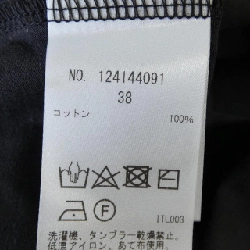 NO. 124144091
38
コットン 100%
F
ITL003
洗濯機、タンブラー乾燥禁止。
低温アイロン、あて布使用。